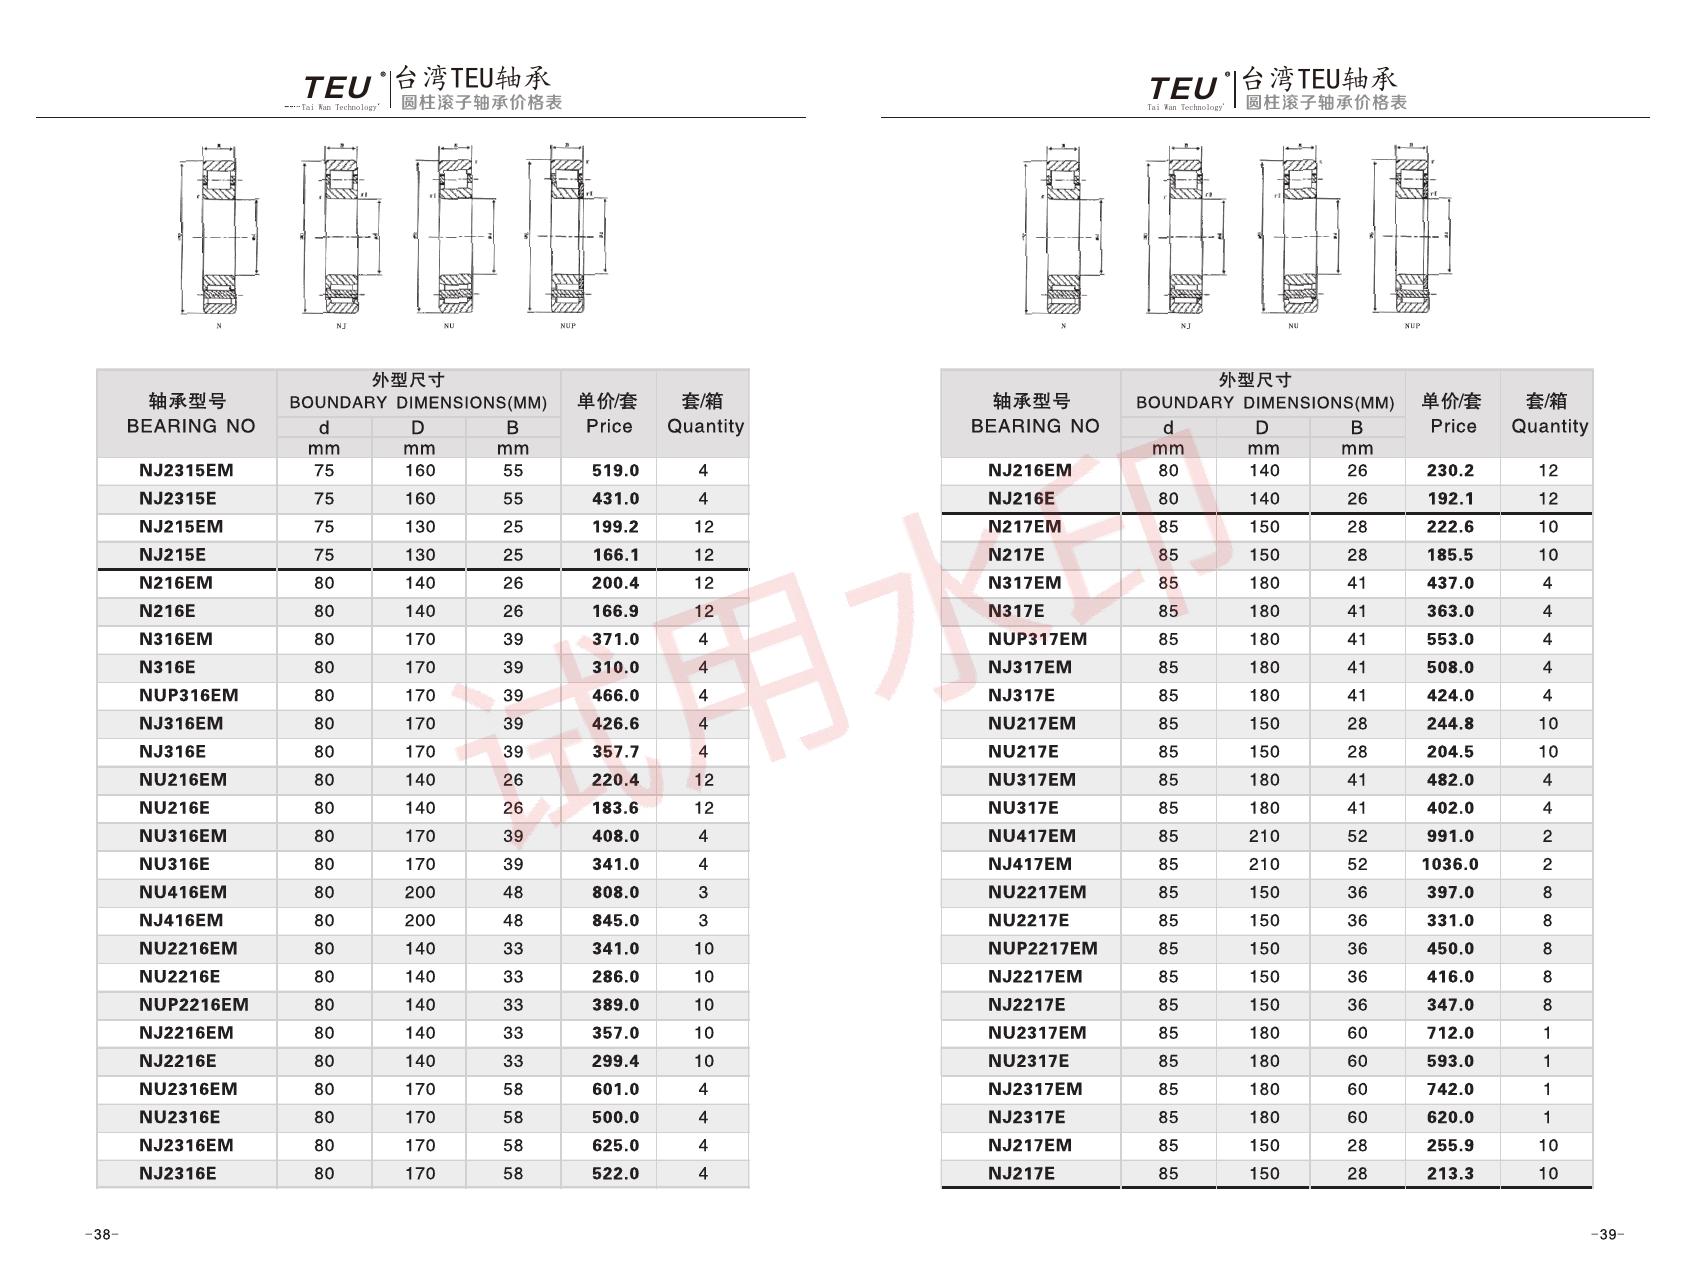 TEU® 台湾TEU轴承
Tai Wan Technology 圆柱滚子轴承价格表
N NJ NU NUP
轴承型号 外型尺寸 单价/套 套/箱
BEARING NO BOUNDARY DIMENSIONS(MM) Price Quantity
d D B
mm mm mm
NJ2315EM 75 160 55 519.0 4
NJ2315E 75 160 55 431.0 4
NJ215EM 75 130 25 199.2 12
NJ215E 75 130 25 166.1 12
N216EM 80 140 26 200.4 12
N216E 80 140 26 166.9 12
N316EM 80 170 39 371.0 4
N316E 80 170 39 310.0 4
NUP316EM 80 170 39 466.0 4
NJ316EM 80 170 39 426.6 4
NJ316E 80 170 39 357.7 4
NU216EM 80 140 26 220.4 12
NU216E 80 140 26 183.6 12
NU316EM 80 170 39 408.0 4
NU316E 80 170 39 341.0 4
NU416EM 80 200 48 808.0 3
NJ416EM 80 200 48 845.0 3
NU2216EM 80 140 33 341.0 10
NU2216E 80 140 33 286.0 10
NUP2216EM 80 140 33 389.0 10
NJ2216EM 80 140 33 357.0 10
NJ2216E 80 140 33 299.4 10
NU2316EM 80 170 58 601.0 4
NU2316E 80 170 58 500.0 4
NJ2316EM 80 170 58 625.0 4
NJ2316E 80 170 58 522.0 4
-38-
TEU® 台湾TEU轴承
Tai Wan Technology 圆柱滚子轴承价格表
N NJ NU NUP
轴承型号 外型尺寸 单价/套 套/箱
BEARING NO BOUNDARY DIMENSIONS(MM) Price Quantity
d D B
mm mm mm
NJ216EM 80 140 26 230.2 12
NJ216E 80 140 26 192.1 12
N217EM 85 150 28 222.6 10
N217E 85 150 28 185.5 10
N317EM 85 180 41 437.0 4
N317E 85 180 41 363.0 4
NUP317EM 85 180 41 553.0 4
NJ317EM 85 180 41 508.0 4
NJ317E 85 180 41 424.0 4
NU217EM 85 150 28 244.8 10
NU217E 85 150 28 204.5 10
NU317EM 85 180 41 482.0 4
NU317E 85 180 41 402.0 4
NU417EM 85 210 52 991.0 2
NJ417EM 85 210 52 1036.0 2
NU2217EM 85 150 36 397.0 8
NU2217E 85 150 36 331.0 8
NUP2217EM 85 150 36 450.0 8
NJ2217EM 85 150 36 416.0 8
NJ2217E 85 150 36 347.0 8
NU2317EM 85 180 60 712.0 1
NU2317E 85 180 60 593.0 1
NJ2317EM 85 180 60 742.0 1
NJ2317E 85 180 60 620.0 1
NJ217EM 85 150 28 255.9 10
NJ217E 85 150 28 213.3 10
-39-
试用水印